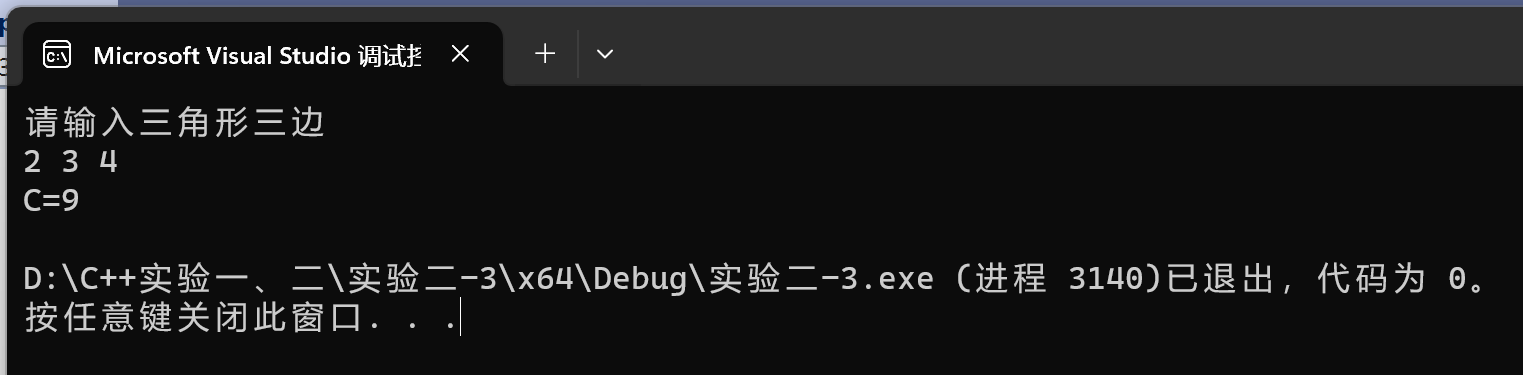 Microsoft Visual Studio 调试
请输入三角形三边
2 3 4
C=9
D:\C++实验一、二\实验二-3\x64\Debug\实验二-3.exe (进程 3140)已退出，代码为 0。
按任意键关闭此窗口. . .